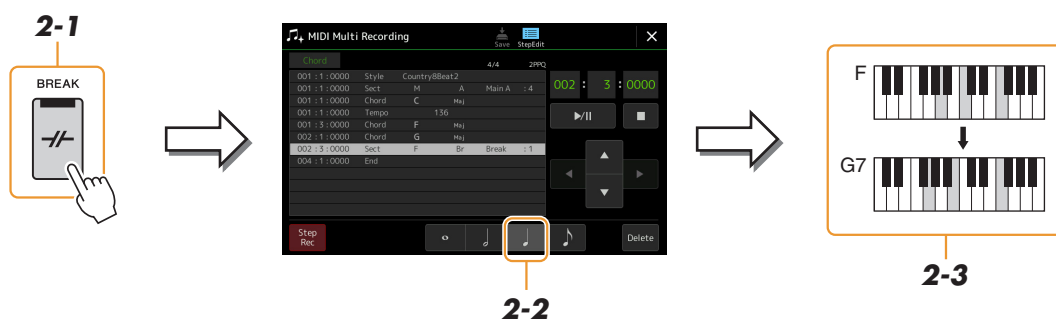 2-1
BREAK
MIDI Multi Recording
Save
StepEdit
Chord
4/4 2PPQ
001 : 1 : 0000 Style Country8Beat2
001 : 1 : 0000 Sect M A Main A : 4
001 : 1 : 0000 Chord C Maj
001 : 1 : 0000 Tempo 136
001 : 3 : 0000 Chord F Maj
002 : 1 : 0000 Chord G Maj
002 : 3 : 0000 Sect F Br Break : 1
004 : 1 : 0000 End
002 : 3 : 0000
Step
Rec
Delete
2-2
F
G7
2-3